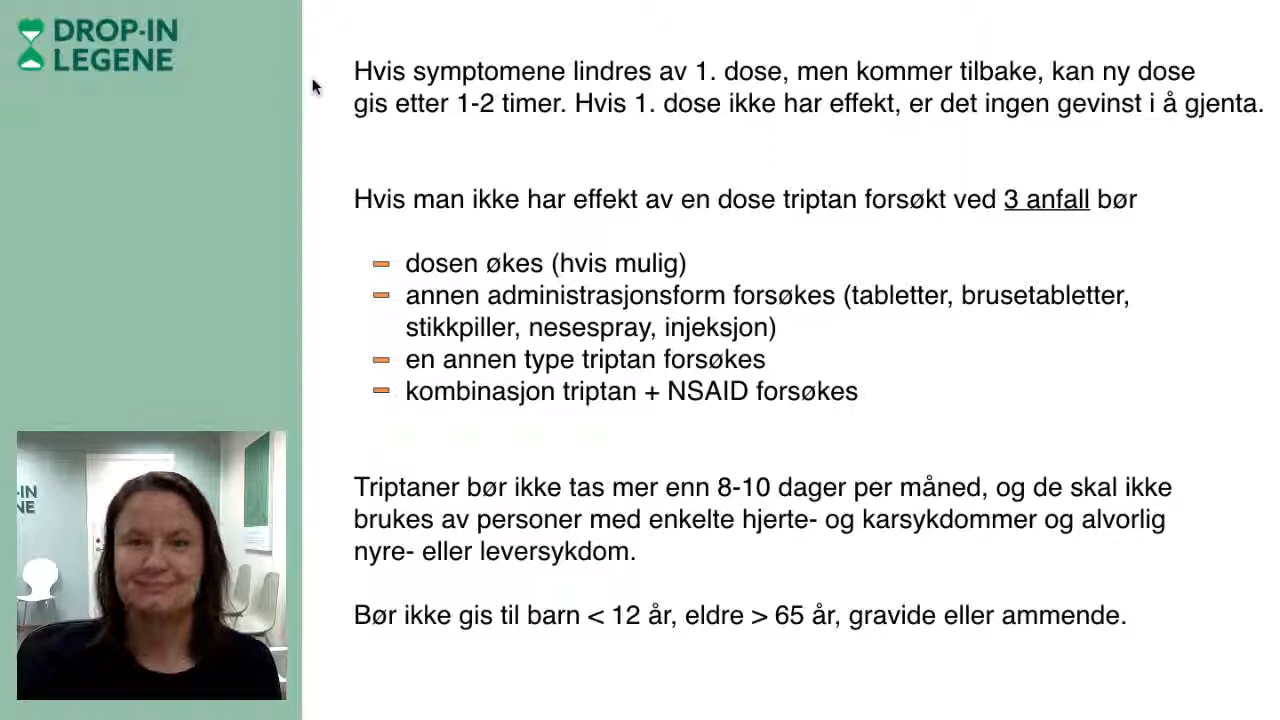 DROP·IN
LEGENE
Hvis symptomene lindres av 1. dose, men kommer tilbake, kan ny dose
gis etter 1-2 timer. Hvis 1. dose ikke har effekt, er det ingen gevinst i å gjenta.
Hvis man ikke har effekt av en dose triptan forsøkt ved 3 anfall bør
dosen økes (hvis mulig)
annen administrasjonsform forsøkes (tabletter, brusetabletter,
stikkpiller, nesespray, injeksjon)
en annen type triptan forsøkes
kombinasjon triptan + NSAID forsøkes
Triptaner bør ikke tas mer enn 8-10 dager per måned, og de skal ikke
brukes av personer med enkelte hjerte- og karsykdommer og alvorlig
nyre- eller leversykdom.
Bør ikke gis til barn < 12 år, eldre > 65 år, gravide eller ammende.
-IN
NE